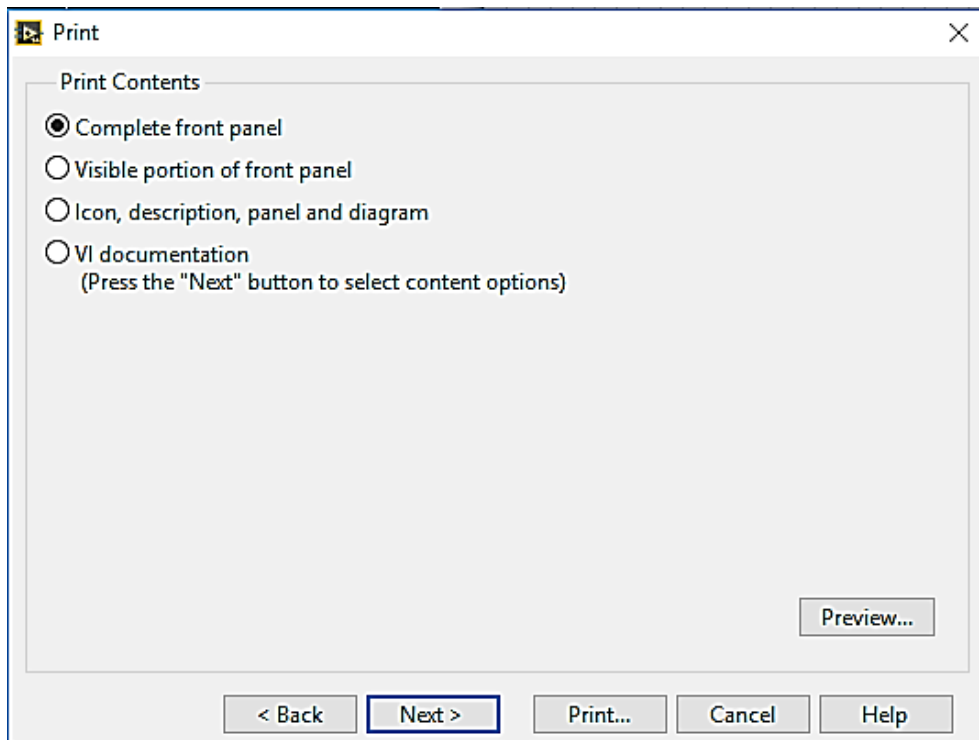 Print
Print Contents
Complete front panel
Visible portion of front panel
Icon, description, panel and diagram
VI documentation
(Press the "Next" button to select content options)
Preview...
< Back Next > Print... Cancel Help